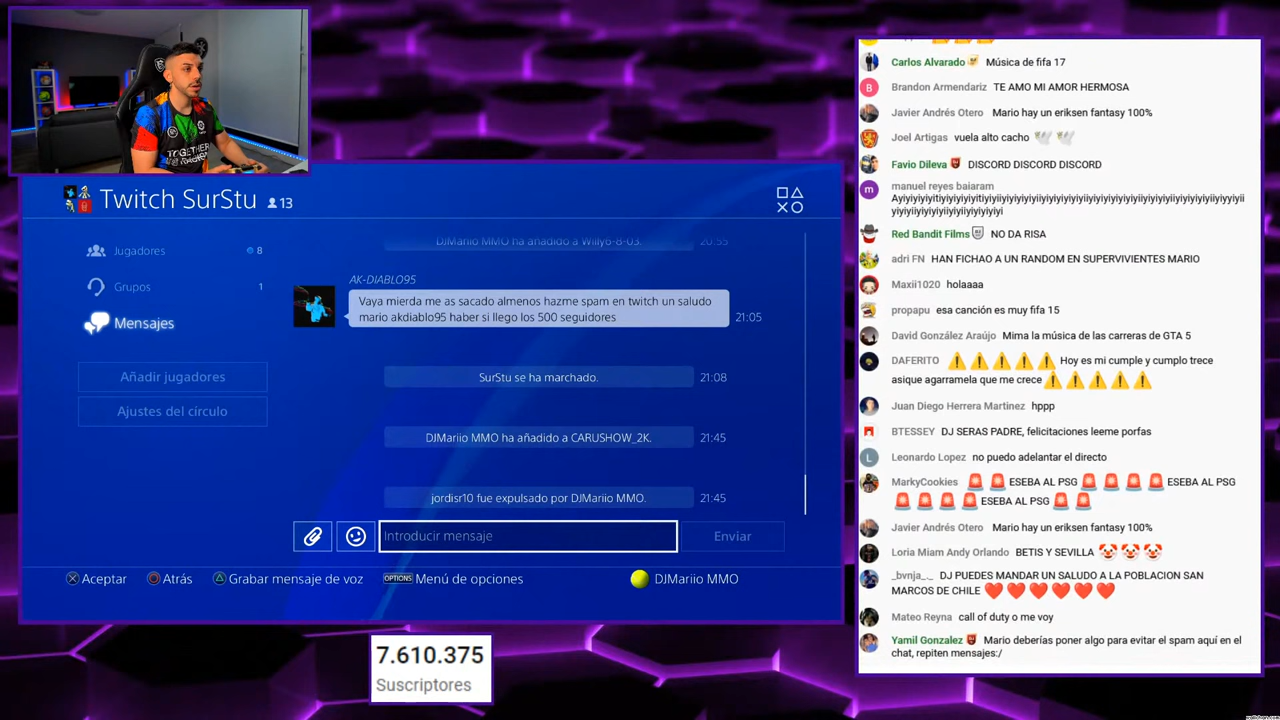 TOGETHER
Twitch SurStu 13
Jugadores 8
Grupos 1
Mensajes
Añadir jugadores
Ajustes del círculo
DJMariio MMO ha añadido a Willy6-8-03. 20:55
AK-DIABLO95
Vaya mierda me as sacado almenos hazme spam en twitch un saludo
mario akdiablo95 haber si llego los 500 seguidores
21:05
SurStu se ha marchado. 21:08
DJMariio MMO ha añadido a CARUSHOW_2K. 21:45
jordisr10 fue expulsado por DJMariio MMO. 21:45
Introducir mensaje
Enviar
Aceptar Atrás Grabar mensaje de voz OPTIONS Menú de opciones DJMariio MMO
7.610.375
Suscriptores
Carlos Alvarado Música de fifa 17
B Brandon Armendariz TE AMO MI AMOR HERMOSA
Javier Andrés Otero Mario hay un eriksen fantasy 100%
Joel Artigas vuela alto cacho
Favio Dileva DISCORD DISCORD DISCORD
m manuel reyes baiaram
Red Bandit Films NO DA RISA
adri FN HAN FICHAO A UN RANDOM EN SUPERVIVIENTES MARIO
Maxii1020 holaaaa
propapu esa canción es muy fifa 15
David González Araújo Mima la música de las carreras de GTA 5
DAFERITO ⚠️⚠️⚠️⚠️⚠️ Hoy es mi cumple y cumplo trece
asique agarramela que me crece ⚠️⚠️⚠️⚠️⚠️
Juan Diego Herrera Martinez hppp
BTESSEY DJ SERAS PADRE, felicitaciones leeme porfas
L Leonardo Lopez no puedo adelantar el directo
MarkyCookies 🚨🚨 ESEBA AL PSG 🚨🚨🚨🚨 ESEBA AL PSG
🚨🚨🚨🚨 ESEBA AL PSG 🚨🚨
Javier Andrés Otero Mario hay un eriksen fantasy 100%
Loria Miam Andy Orlando BETIS Y SEVILLA 🤡🤡🤡
_bvnja_._ DJ PUEDES MANDAR UN SALUDO A LA POBLACION SAN
MARCOS DE CHILE ❤️❤️❤️❤️❤️❤️
Mateo Reyna call of duty o me voy
Yamil Gonzalez Mario deberías poner algo para evitar el spam aquí en el
chat, repiten mensajes:/